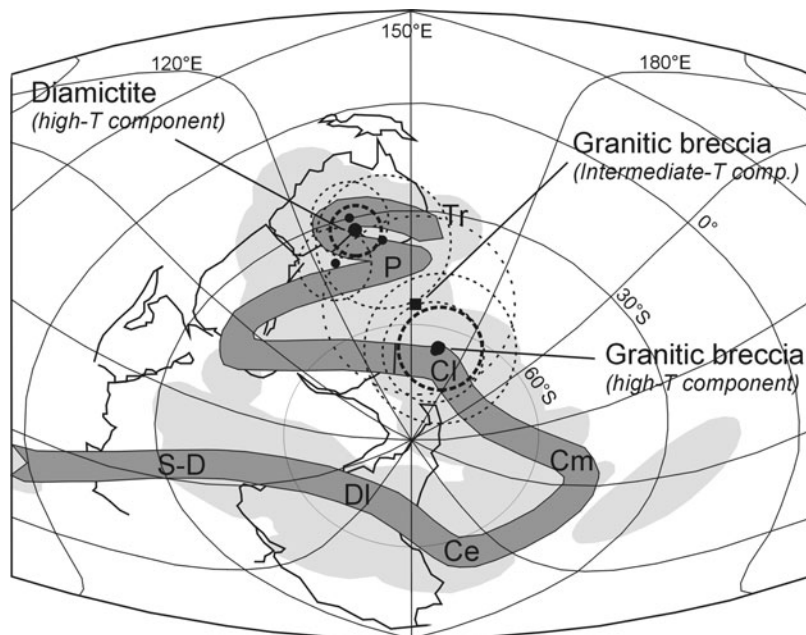 150°E
120°E
180°E
Diamictite
(high-T component)
Granitic breccia
(Intermediate-T comp.)
Tr
0°
P
30°S
Granitic breccia
(high-T component)
Cl
60°S
Cm
S-D
Dl
Ce